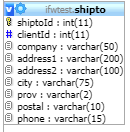 ifwtest.shipto
shiptoId : int(11)
clientId : int(11)
company : varchar(50)
address1 : varchar(200)
address2 : varchar(100)
city : varchar(75)
prov : varchar(2)
postal : varchar(10)
phone : varchar(15)